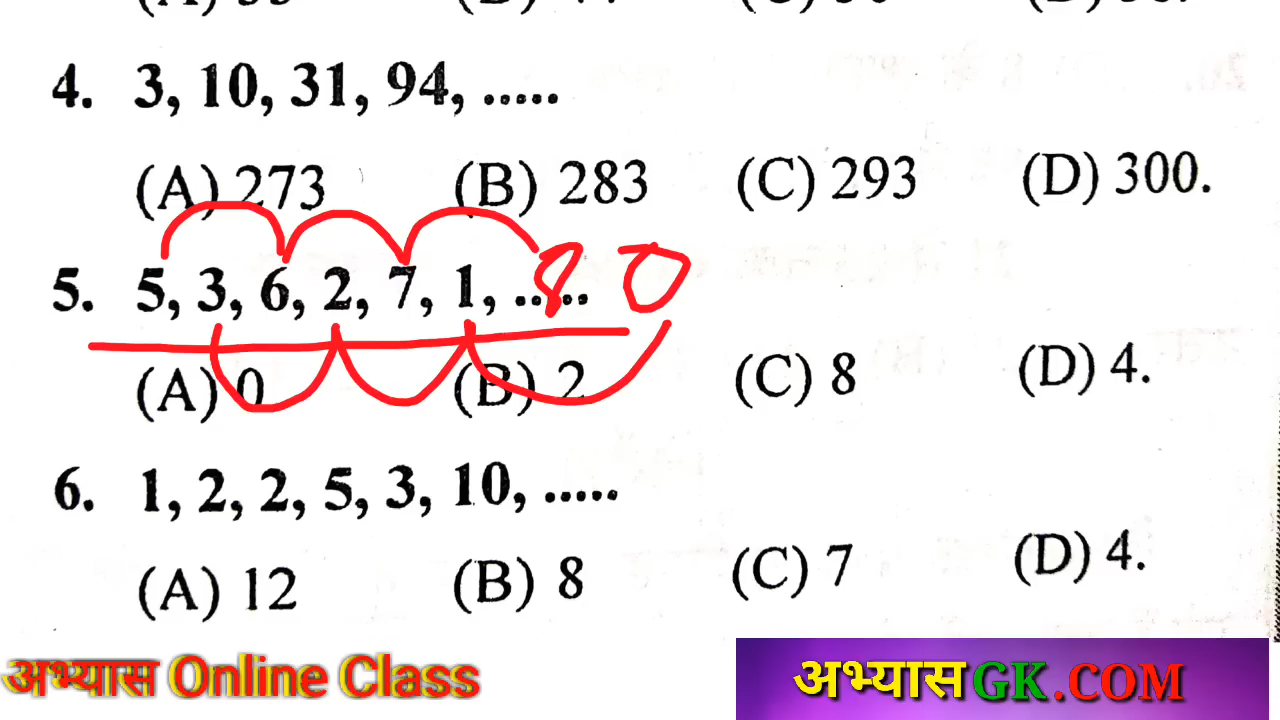 4. 3, 10, 31, 94, .....
(A) 273 (B) 283 (C) 293 (D) 300.
5. 5, 3, 6, 2, 7, 1, ..... 8 0
(A) 0 (B) 2 (C) 8 (D) 4.
6. 1, 2, 2, 5, 3, 10, .....
(A) 12 (B) 8 (C) 7 (D) 4.
अभ्यास Online Class
अभ्यासGK.COM